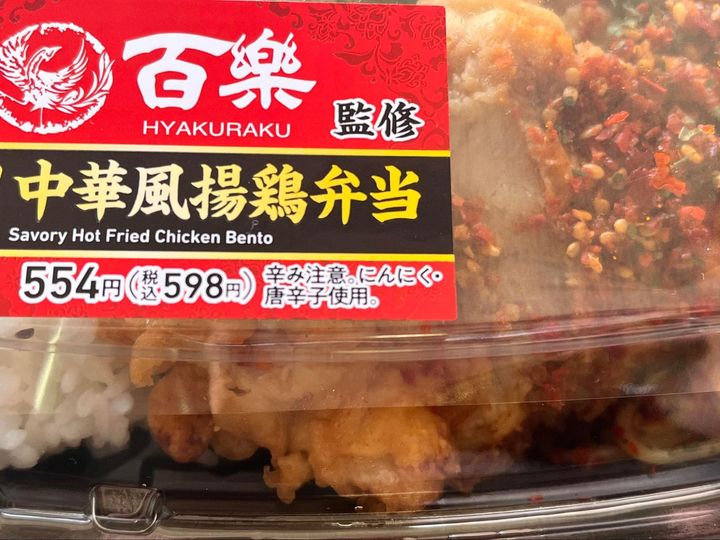 百樂
HYAKURAKU
監修
中華風揚鶏弁当
Savory Hot Fried Chicken Bento
554円(税込598円)
辛み注意。にんにく・
唐辛子使用。